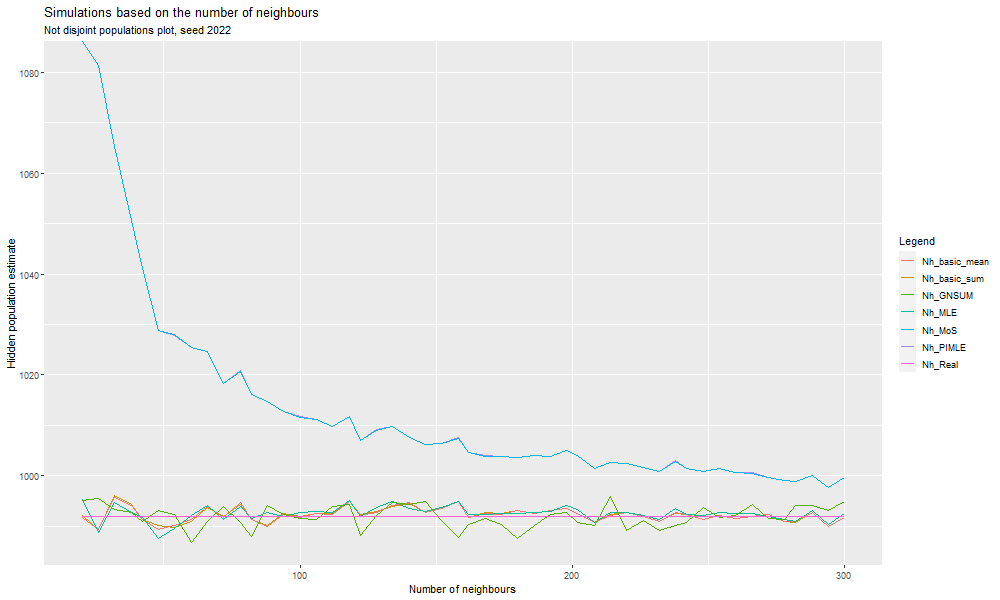 Simulations based on the number of neighbours
Not disjoint populations plot, seed 2022
Hidden population estimate
1080
1060
1040
1020
1000
100
200
300
Number of neighbours
Legend
Nh_basic_mean
Nh_basic_sum
Nh_GNSUM
Nh_MLE
Nh_MoS
Nh_PIMLE
Nh_Real